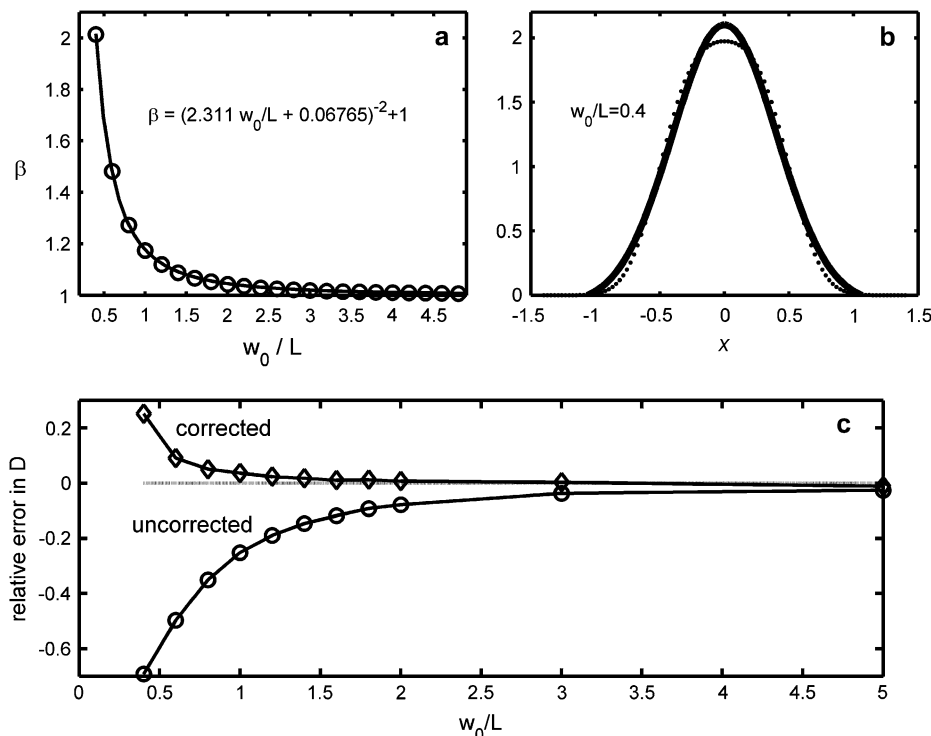 a
β = (2.311 w₀/L + 0.06765)⁻²+1
β
2
1.8
1.6
1.4
1.2
1
0.5 1 1.5 2 2.5 3 3.5 4 4.5
w₀ / L
b
w₀/L=0.4
2
1.5
1
0.5
0
-1.5 -1 -0.5 0 0.5 1 1.5
x
c
corrected
uncorrected
relative error in D
0.2
0
-0.2
-0.4
-0.6
0 0.5 1 1.5 2 2.5 3 3.5 4 4.5 5
w₀/L